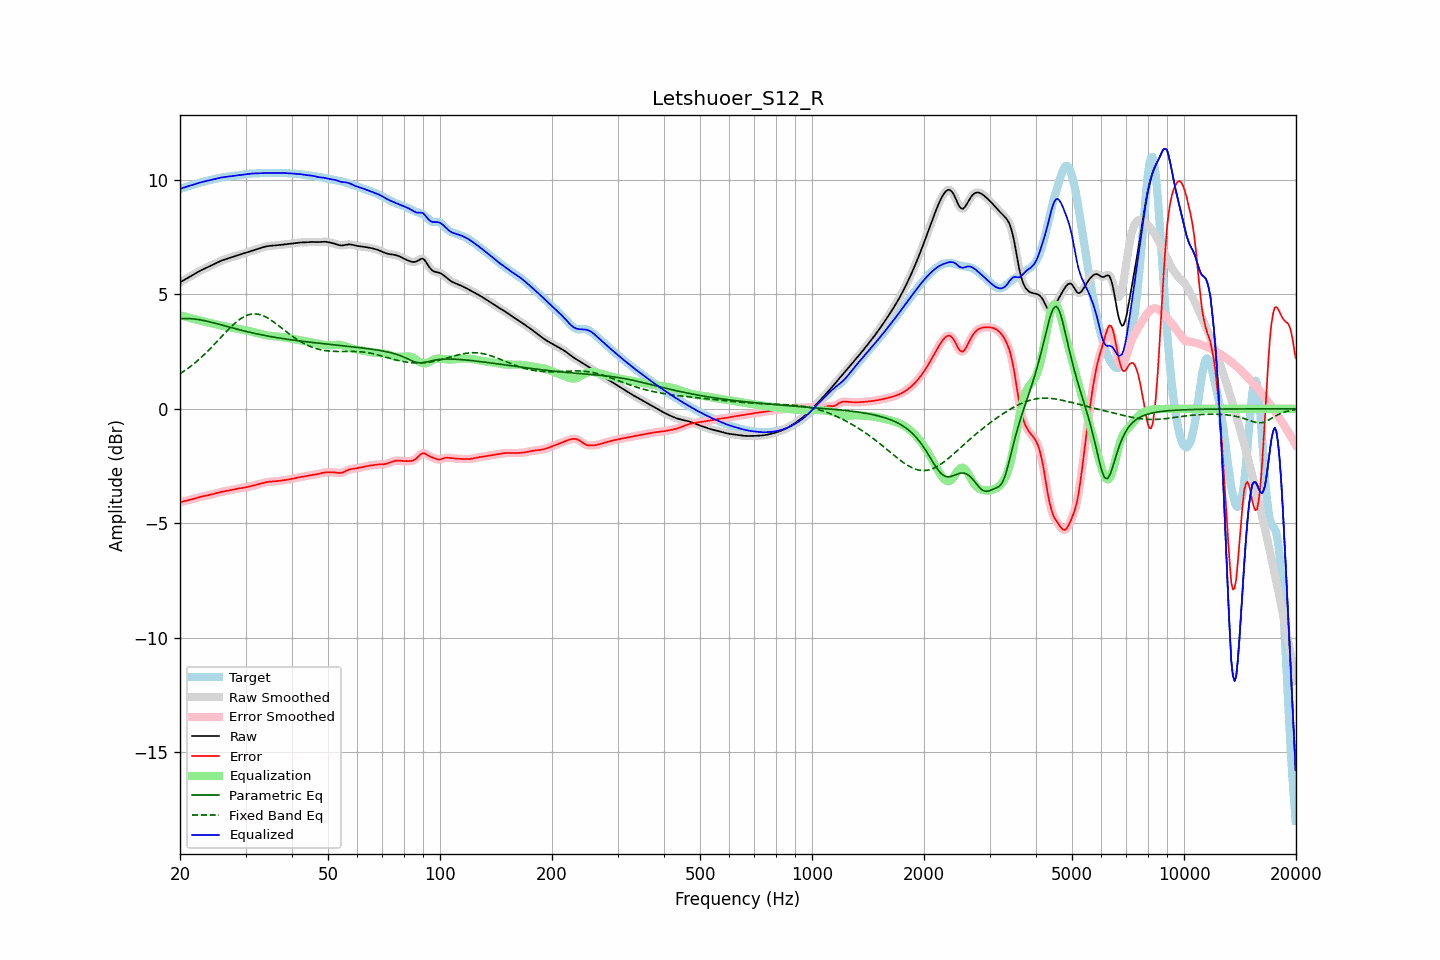 Letshuoer_S12_R
Amplitude (dBr)
10
5
0
−5
−10
−15
Target
Raw Smoothed
Error Smoothed
Raw
Error
Equalization
Parametric Eq
Fixed Band Eq
Equalized
20 50 100 200 500 1000 2000 5000 10000 20000
Frequency (Hz)